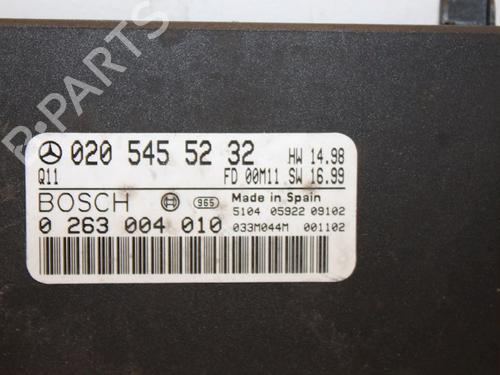 B-PARTS
020 545 52 32 HW 14.98
Q11 FD 00M11 SW 16.99
BOSCH 965 Made in Spain
5104 05922 09102
0 263 004 010 033M044M 001102